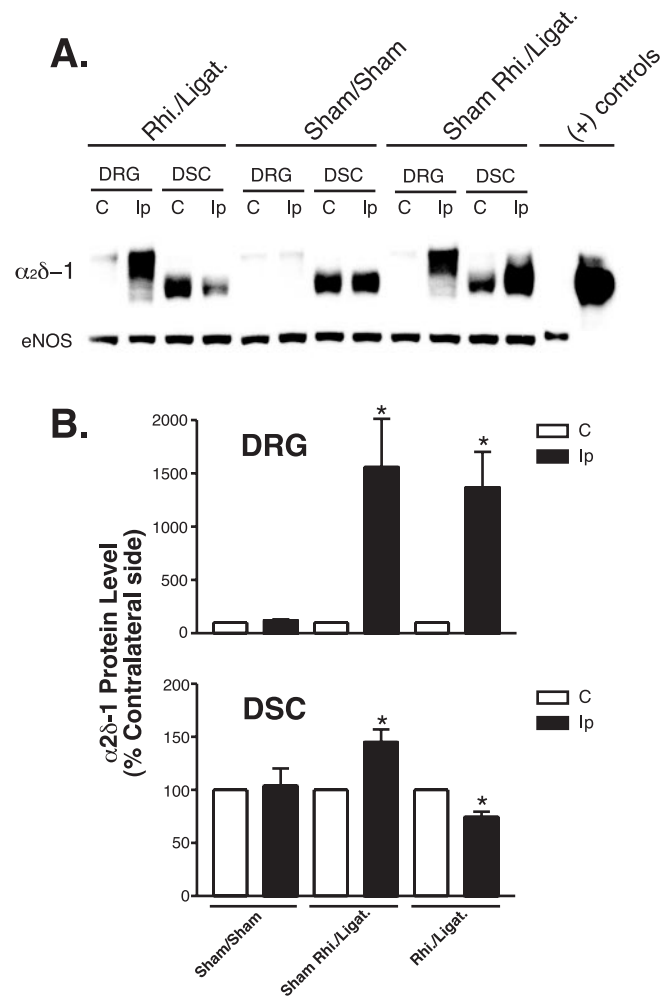 A.
Rhi./Ligat. Sham/Sham Sham Rhi./Ligat. (+) controls
DRG DSC DRG DSC DRG DSC
C Ip C Ip C Ip C Ip C Ip C Ip
α2δ-1
eNOS
B.
α2δ-1 Protein Level
(% Contralateral side)
DRG
2000
1500
1000
500
0
* *
C
Ip
DSC
200
150
100
50
0
* *
C
Ip
Sham/Sham Sham Rhi./Ligat. Rhi./Ligat.